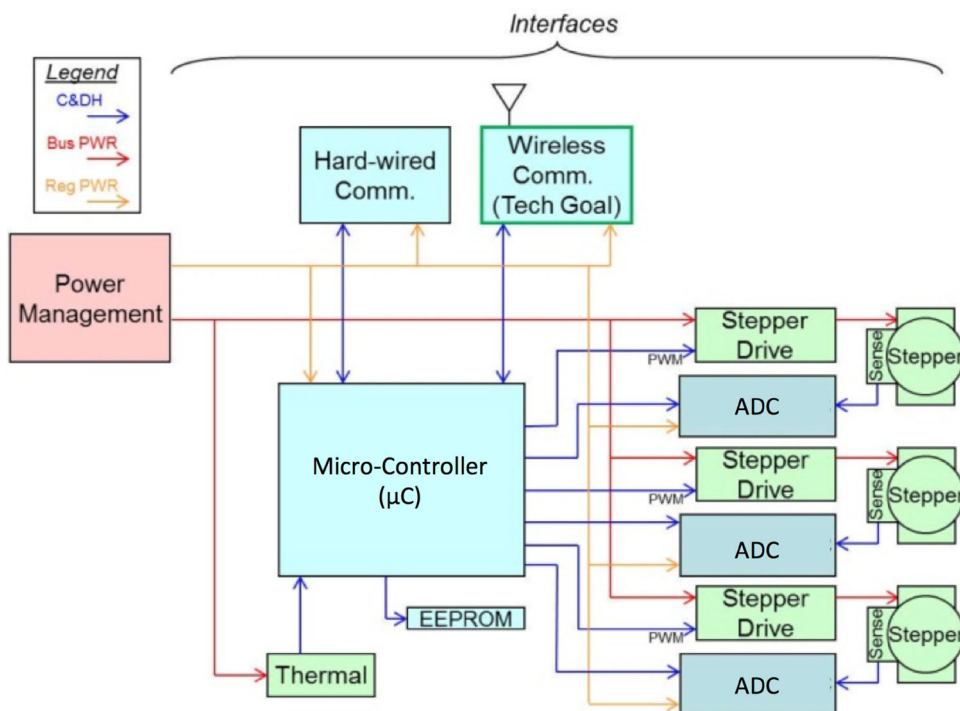 Interfaces
Legend
C&DH
Bus PWR
Reg PWR
Hard-wired
Comm.
Wireless
Comm.
(Tech Goal)
Power
Management
Stepper
Drive
PWM
Sense
Stepper
ADC
Micro-Controller
(µC)
Stepper
Drive
PWM
Sense
Stepper
ADC
EEPROM
Thermal
Stepper
Drive
PWM
Sense
Stepper
ADC